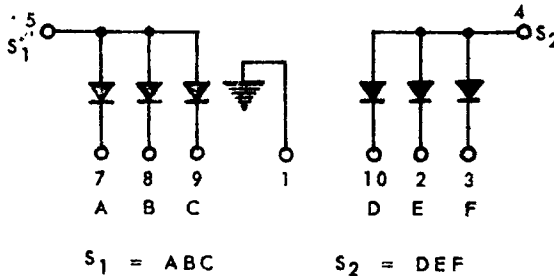 5 4
S1 S2
7 8 9 1 10 2 3
A B C D E F
S1 = ABC S2 = DEF